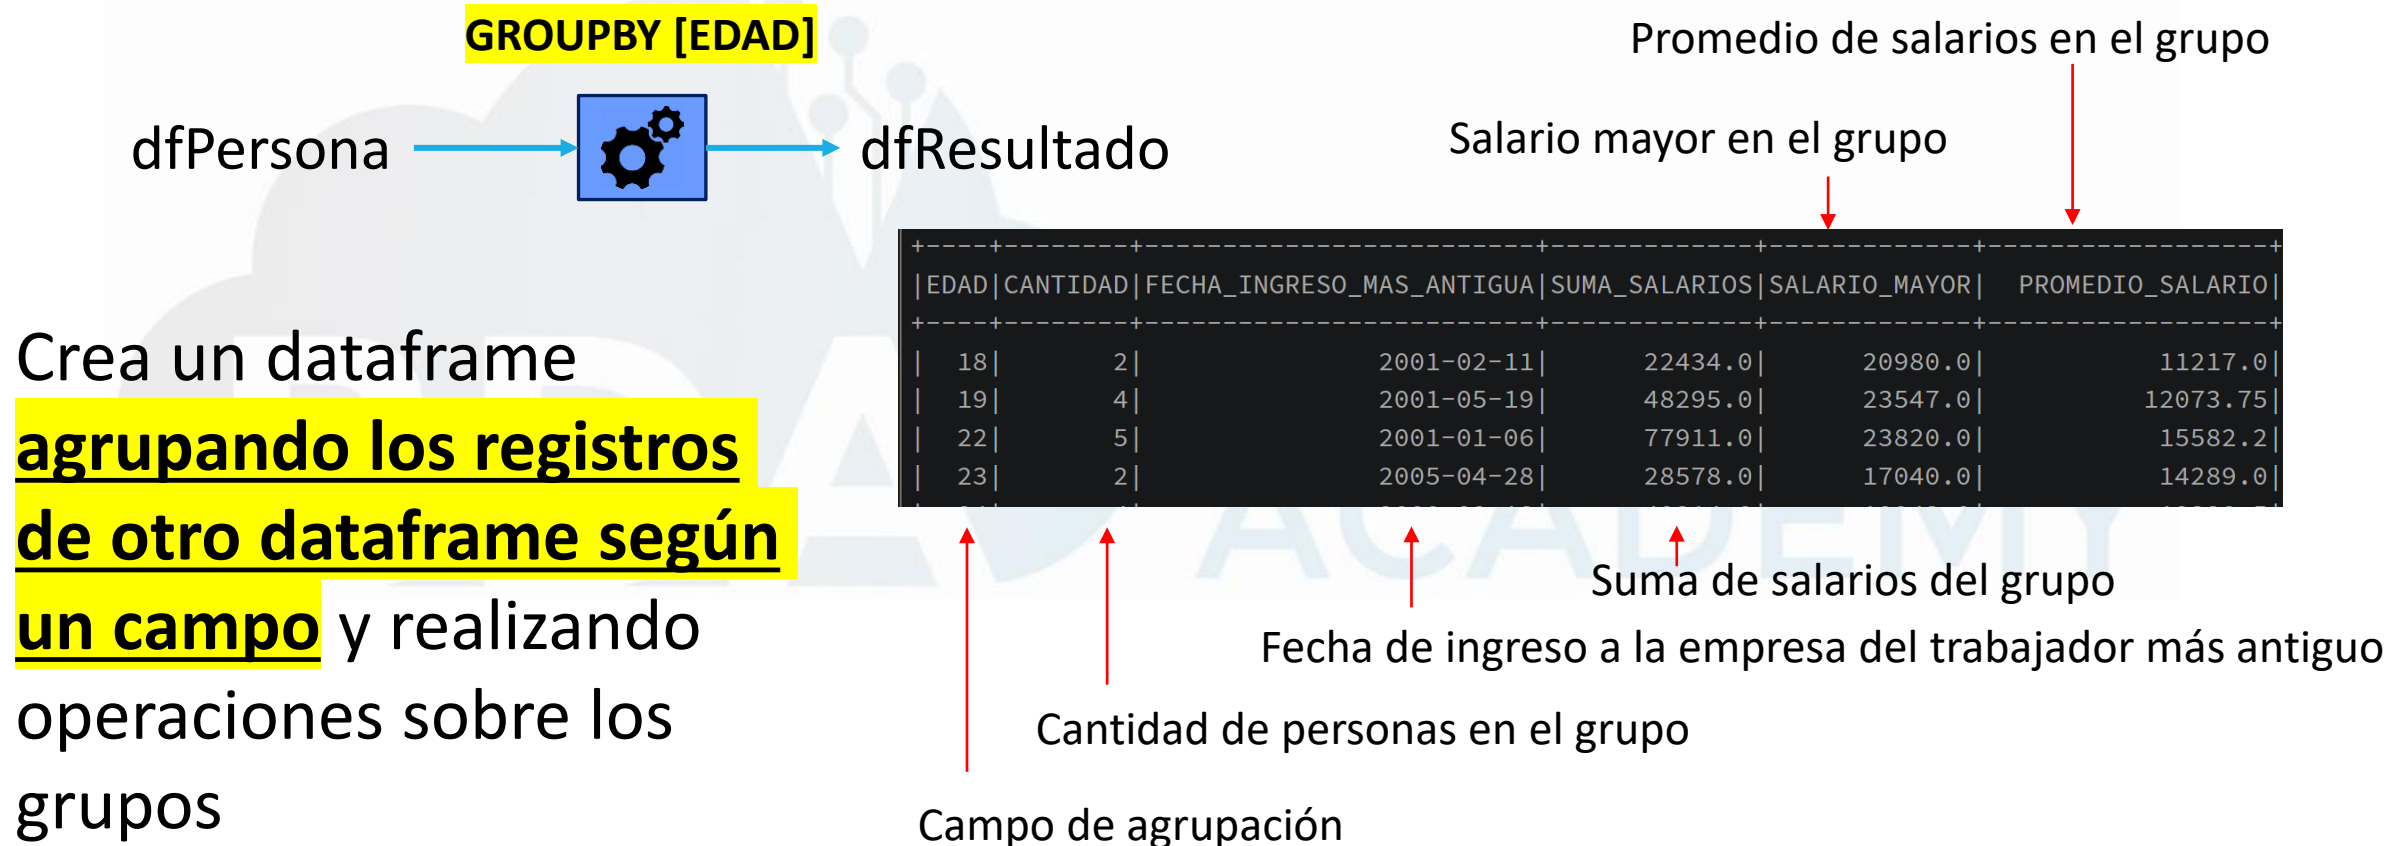 GROUPBY [EDAD]
dfPersona
dfResultado
Crea un dataframe
agrupando los registros
de otro dataframe según
un campo y realizando
operaciones sobre los
grupos
Promedio de salarios en el grupo
Salario mayor en el grupo
+----+--------+------------------------+-------------+-------------+-----------------+
|EDAD|CANTIDAD|FECHA_INGRESO_MAS_ANTIGUA|SUMA_SALARIOS|SALARIO_MAYOR| PROMEDIO_SALARIO|
+----+--------+------------------------+-------------+-------------+-----------------+
| 18| 2| 2001-02-11| 22434.0| 20980.0| 11217.0|
| 19| 4| 2001-05-19| 48295.0| 23547.0| 12073.75|
| 22| 5| 2001-01-06| 77911.0| 23820.0| 15582.2|
| 23| 2| 2005-04-28| 28578.0| 17040.0| 14289.0|
Suma de salarios del grupo
Fecha de ingreso a la empresa del trabajador más antiguo
Cantidad de personas en el grupo
Campo de agrupación
ACADEMY